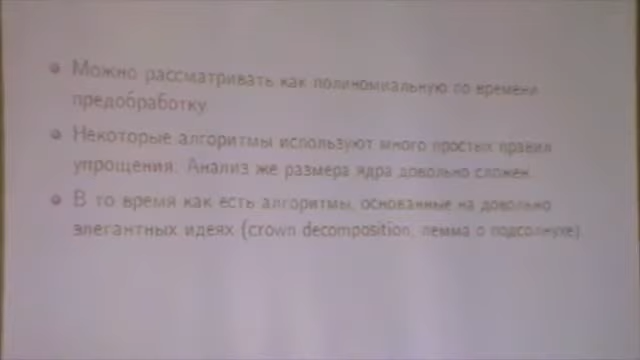 Можно рассматривать как полиномиальную по времени
предобработку.
Некоторые алгоритмы используют много простых правил
упрощения. Анализ же размера ядра довольно сложен.
В то время как есть алгоритмы, основанные на довольно
элегантных идеях (crown decomposition, лемма о подсолнухе).